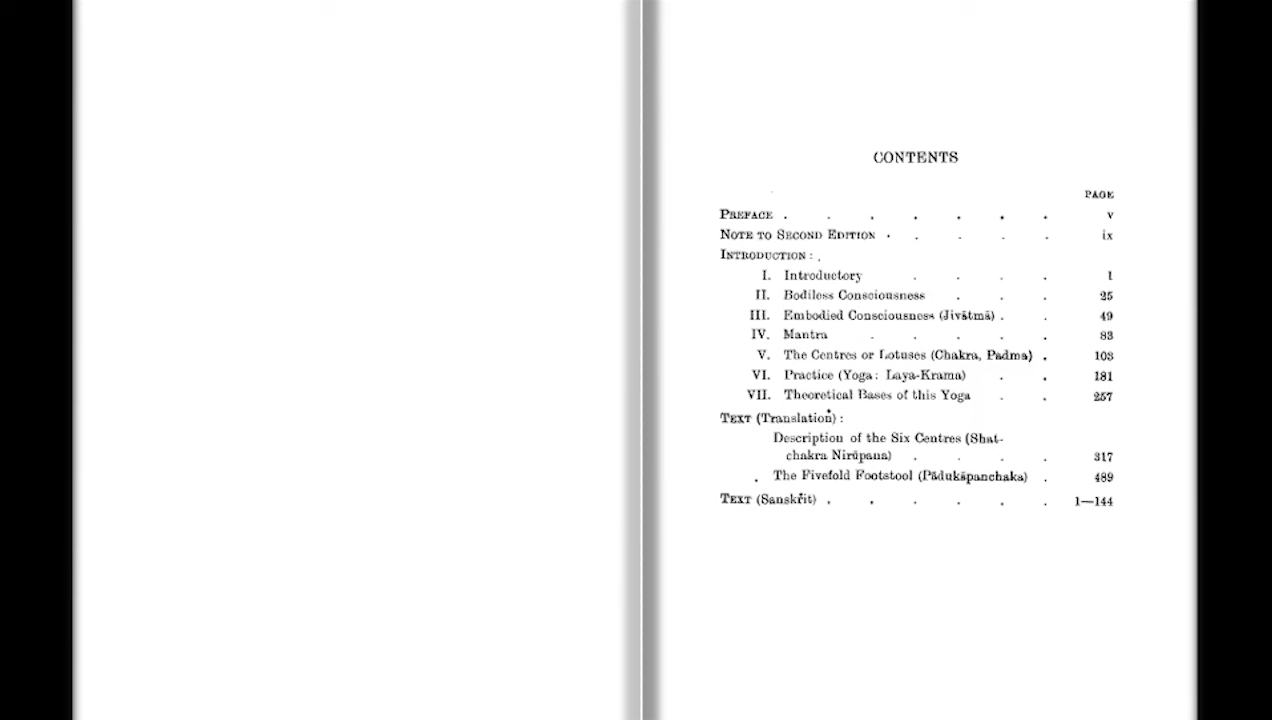 CONTENTS
PAGE
PREFACE . . . . . . . v
NOTE TO SECOND EDITION . . . . . ix
INTRODUCTION :
I. Introductory . . . . 1
II. Bodiless Consciousness . . . 25
III. Embodied Consciousness (Jivātmā) . . 49
IV. Mantra . . . . . 83
V. The Centres or Lotuses (Chakra, Padma) . 103
VI. Practice (Yoga: Laya-Krama) . . 181
VII. Theoretical Bases of this Yoga . . 257
TEXT (Translation) :
Description of the Six Centres (Shat-
chakra Nirūpana) . . . . 317
The Fivefold Footstool (Pādukāpanchaka) . 489
TEXT (Sanskřit) . . . . . . 1—144